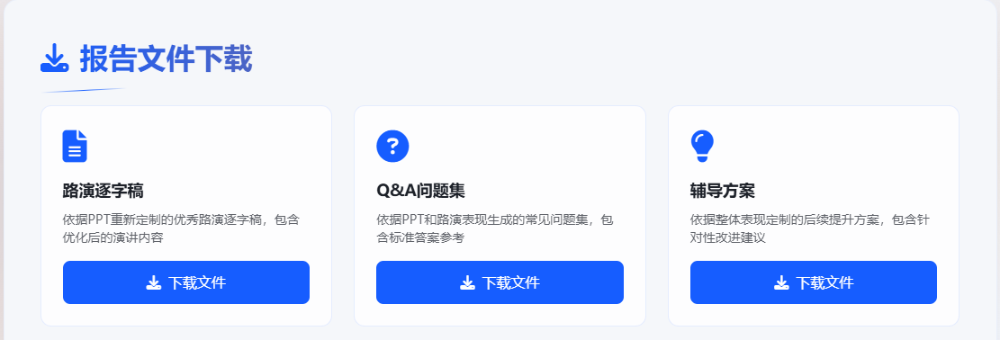 报告文件下载
路演逐字稿
依据PPT重新定制的优秀路演逐字稿，包含
优化后的演讲内容
下载文件
Q&A问题集
依据PPT和路演表现生成的常见问题集，包
含标准答案参考
下载文件
辅导方案
依据整体表现定制的后续提升方案，包含针
对性改进建议
下载文件